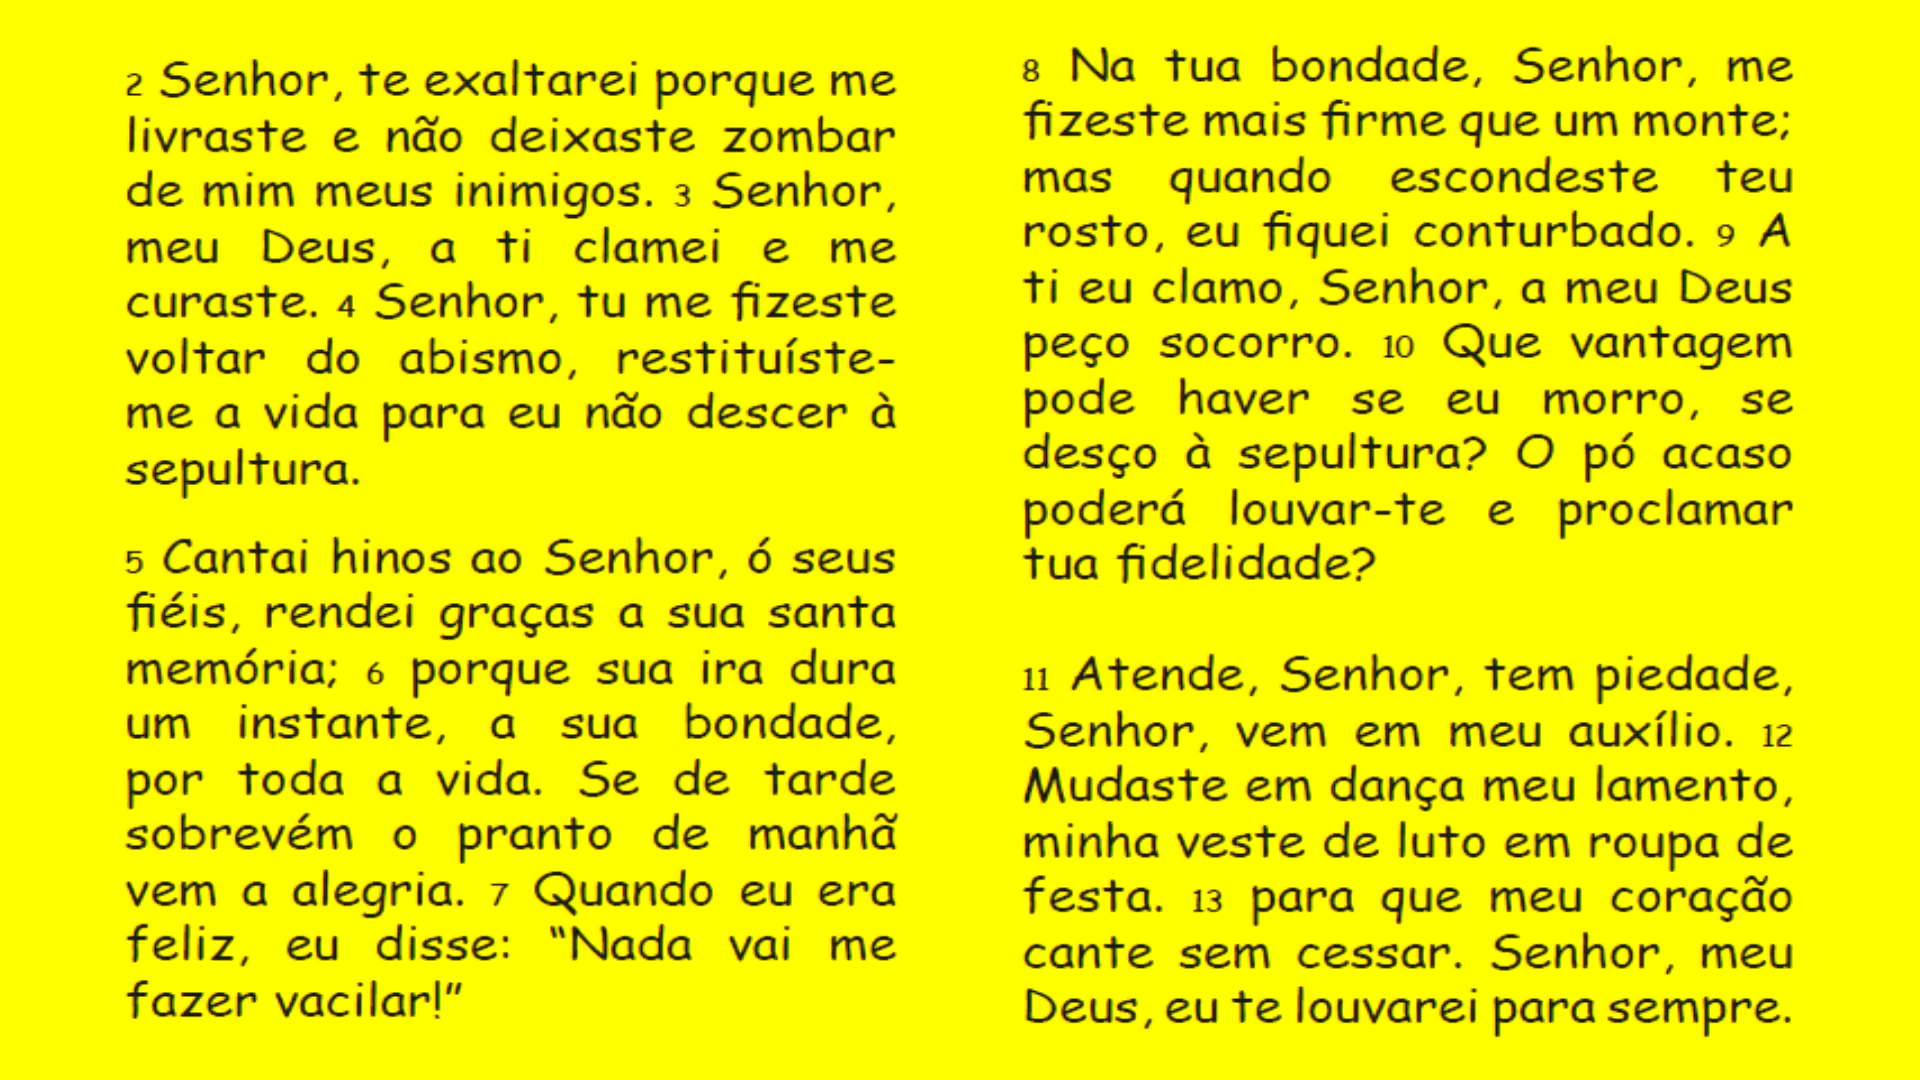 2 Senhor, te exaltarei porque me
livraste e não deixaste zombar
de mim meus inimigos. 3 Senhor,
meu Deus, a ti clamei e me
curaste. 4 Senhor, tu me fizeste
voltar do abismo, restituíste-
me a vida para eu não descer à
sepultura.
5 Cantai hinos ao Senhor, ó seus
fiéis, rendei graças a sua santa
memória; 6 porque sua ira dura
um instante, a sua bondade,
por toda a vida. Se de tarde
sobrevém o pranto de manhã
vem a alegria. 7 Quando eu era
feliz, eu disse: “Nada vai me
fazer vacilar!”
8 Na tua bondade, Senhor, me
fizeste mais firme que um monte;
mas quando escondeste teu
rosto, eu fiquei conturbado. 9 A
ti eu clamo, Senhor, a meu Deus
peço socorro. 10 Que vantagem
pode haver se eu morro, se
desço à sepultura? O pó acaso
poderá louvar-te e proclamar
tua fidelidade?
11 Atende, Senhor, tem piedade,
Senhor, vem em meu auxílio. 12
Mudaste em dança meu lamento,
minha veste de luto em roupa de
festa. 13 para que meu coração
cante sem cessar. Senhor, meu
Deus, eu te louvarei para sempre.